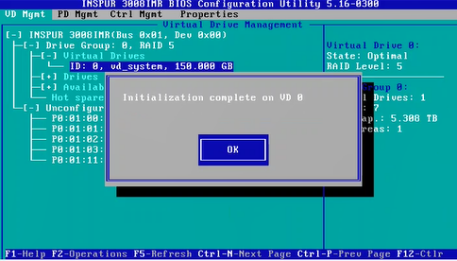 INSPUR 3008IMR BIOS Configuration Utility 5.16-0300
VD Mgmt PD Mgmt Ctrl Mgmt Properties
Virtual Drive Management
[-] INSPUR 3008IMR(Bus 0x01, Dev 0x00)
[-] Drive Group: 0, RAID 5
[-] Virtual Drives
ID: 0, vd_system, 150.000 GB
[+] Drives
[+] Availab
Hot spare
[-] Unconfigur
P0:01:00:
P0:01:01:
P0:01:02:
P0:01:03:
P0:01:11:
Virtual Drive 0:
State: Optimal
RAID Level: 5
oup 0:
l Drives: 1
: 7
ap.: 5.308 TB
reas: 1
Initialization complete on VD 0
OK
F1-Help F2-Operations F5-Refresh Ctrl-N-Next Page Ctrl-P-Prev Page F12-Ctlr